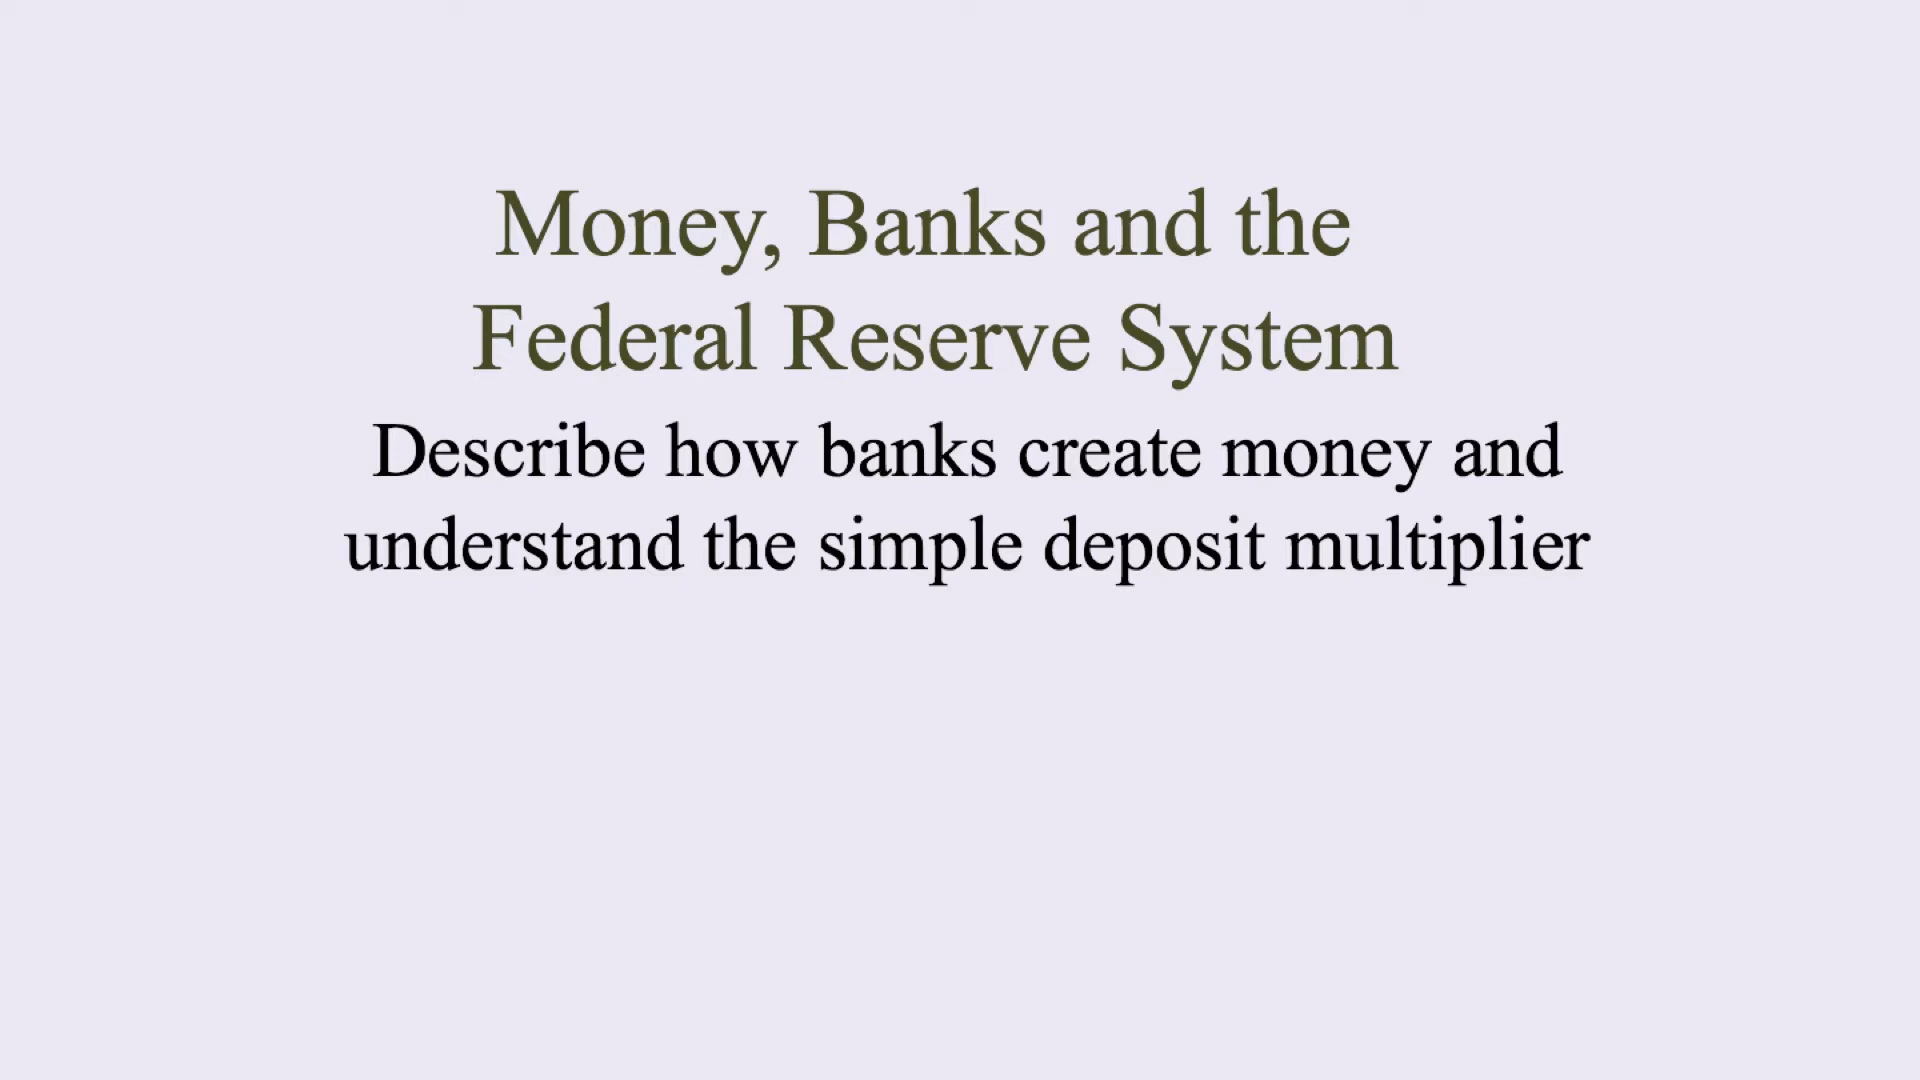 Money, Banks and the
Federal Reserve System
Describe how banks create money and
understand the simple deposit multiplier